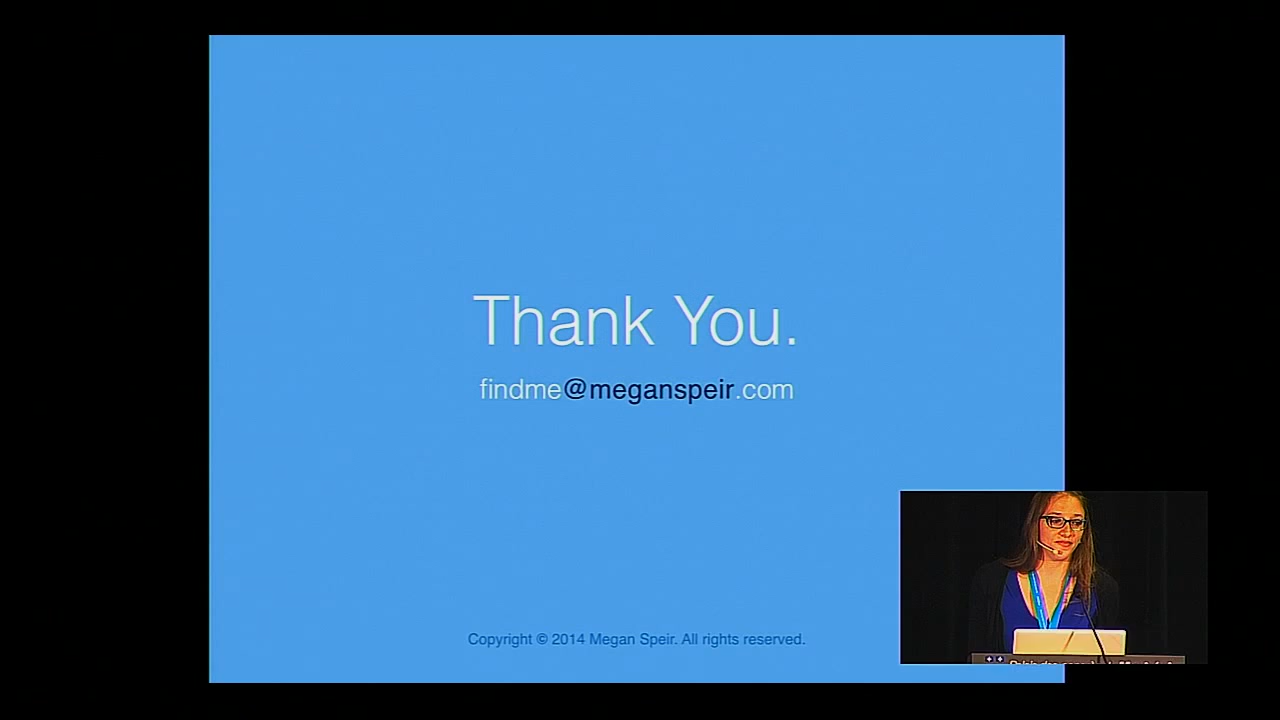 Thank You.
findme@meganspeir.com
Copyright © 2014 Megan Speir. All rights reserved.